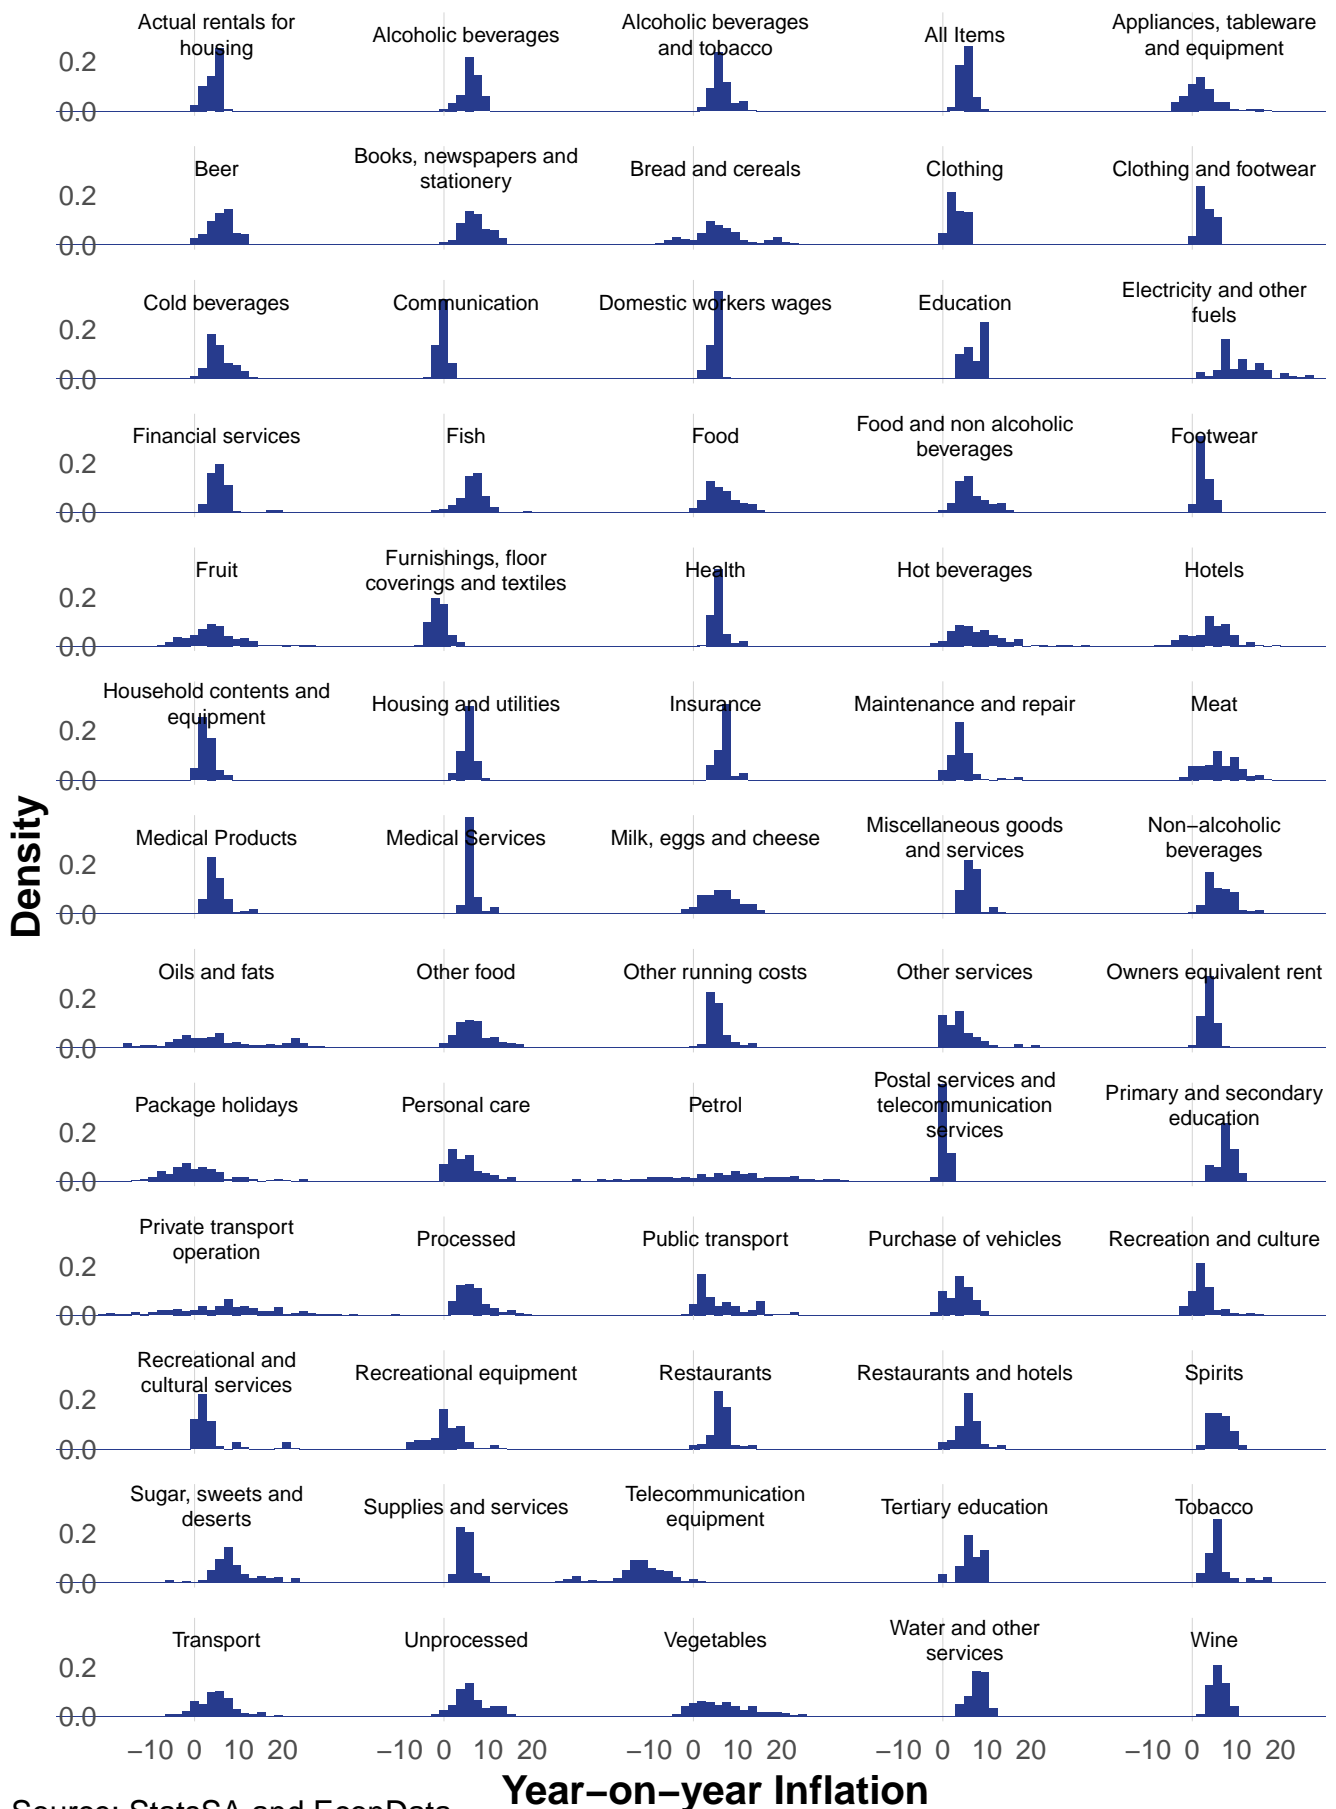 Actual rentals for
housing
Alcoholic beverages
Alcoholic beverages
and tobacco
All Items
Appliances, tableware
and equipment
0.2
0.0
Beer
Books, newspapers and
stationery
Bread and cereals
Clothing
Clothing and footwear
0.2
0.0
Cold beverages
Communication
Domestic workers wages
Education
Electricity and other
fuels
0.2
0.0
Financial services
Fish
Food
Food and non alcoholic
beverages
Footwear
0.2
0.0
Fruit
Furnishings, floor
coverings and textiles
Health
Hot beverages
Hotels
0.2
0.0
Household contents and
equipment
Housing and utilities
Insurance
Maintenance and repair
Meat
0.2
0.0
Medical Products
Medical Services
Milk, eggs and cheese
Miscellaneous goods
and services
Non−alcoholic
beverages
0.2
0.0
Oils and fats
Other food
Other running costs
Other services
Owners equivalent rent
0.2
0.0
Package holidays
Personal care
Petrol
Postal services and
telecommunication
services
Primary and secondary
education
0.2
0.0
Private transport
operation
Processed
Public transport
Purchase of vehicles
Recreation and culture
0.2
0.0
Recreational and
cultural services
Recreational equipment
Restaurants
Restaurants and hotels
Spirits
0.2
0.0
Sugar, sweets and
deserts
Supplies and services
Telecommunication
equipment
Tertiary education
Tobacco
0.2
0.0
Transport
Unprocessed
Vegetables
Water and other
services
Wine
0.2
0.0
−10 0 10 20
−10 0 10 20
−10 0 10 20
−10 0 10 20
−10 0 10 20
Density
Year−on−year Inflation
Source: StatsSA and EconData